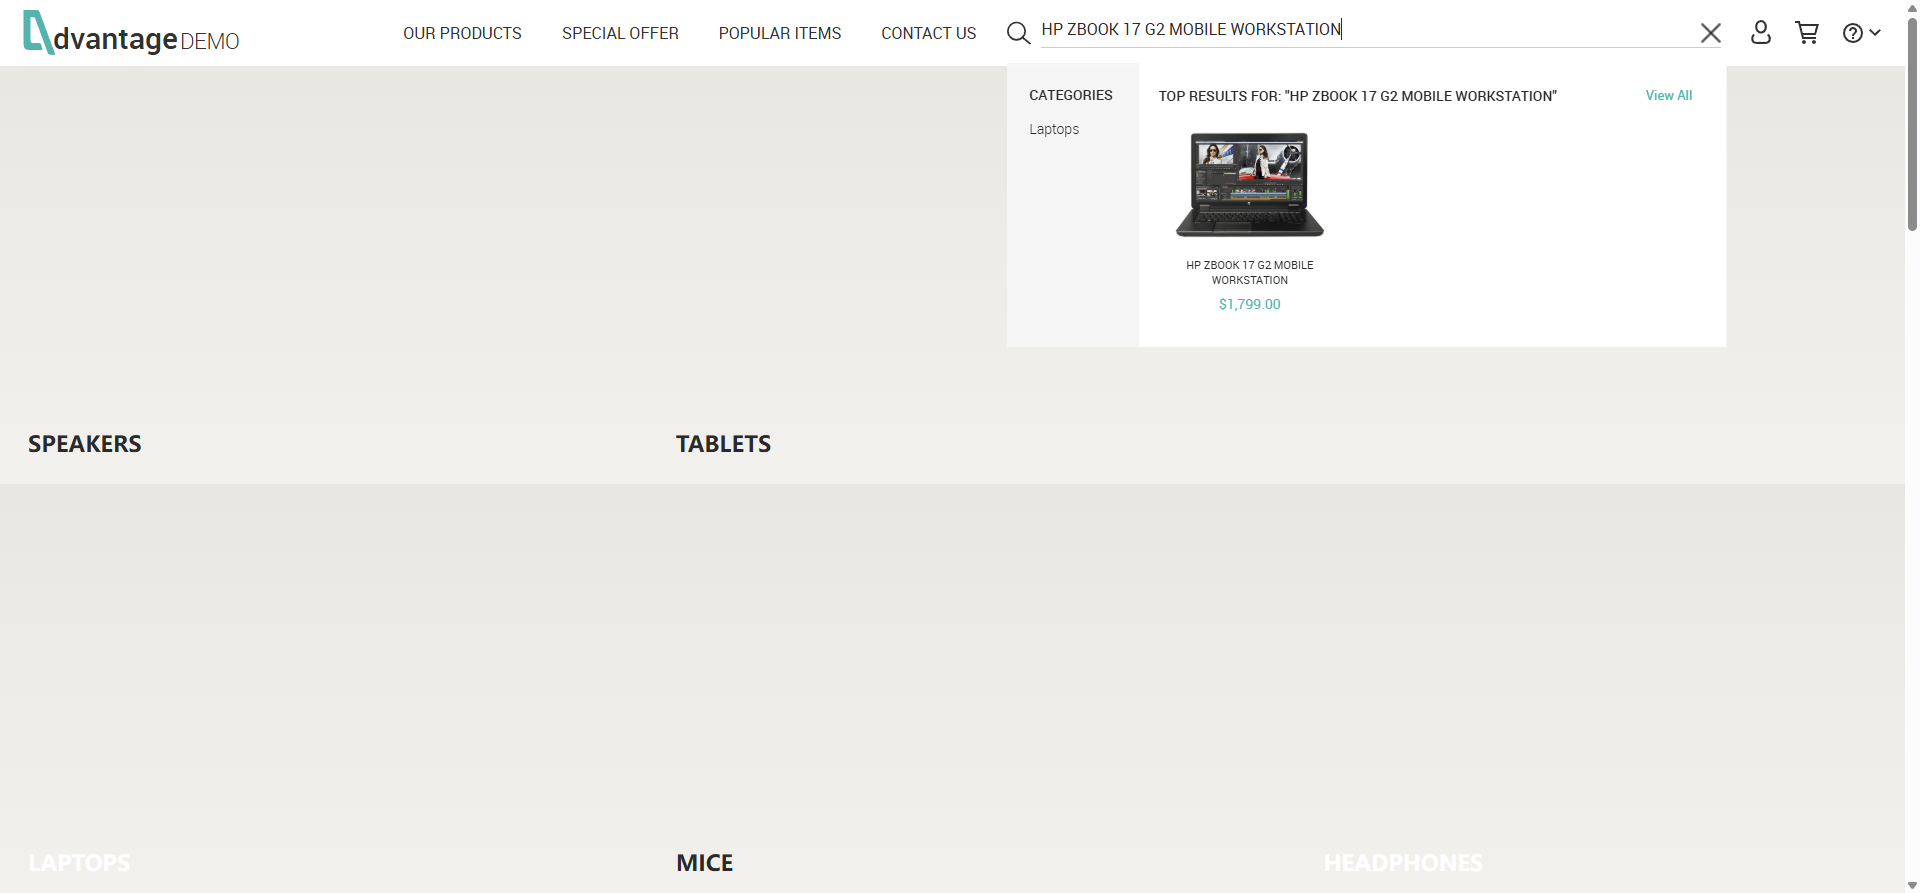 dvantage DEMO
OUR PRODUCTS
SPECIAL OFFER
POPULAR ITEMS
CONTACT US
HP ZBOOK 17 G2 MOBILE WORKSTATION
CATEGORIES
Laptops
TOP RESULTS FOR: "HP ZBOOK 17 G2 MOBILE WORKSTATION"
View All
HP ZBOOK 17 G2 MOBILE
WORKSTATION
$1,799.00
SPEAKERS
TABLETS
LAPTOPS
MICE
HEADPHONES